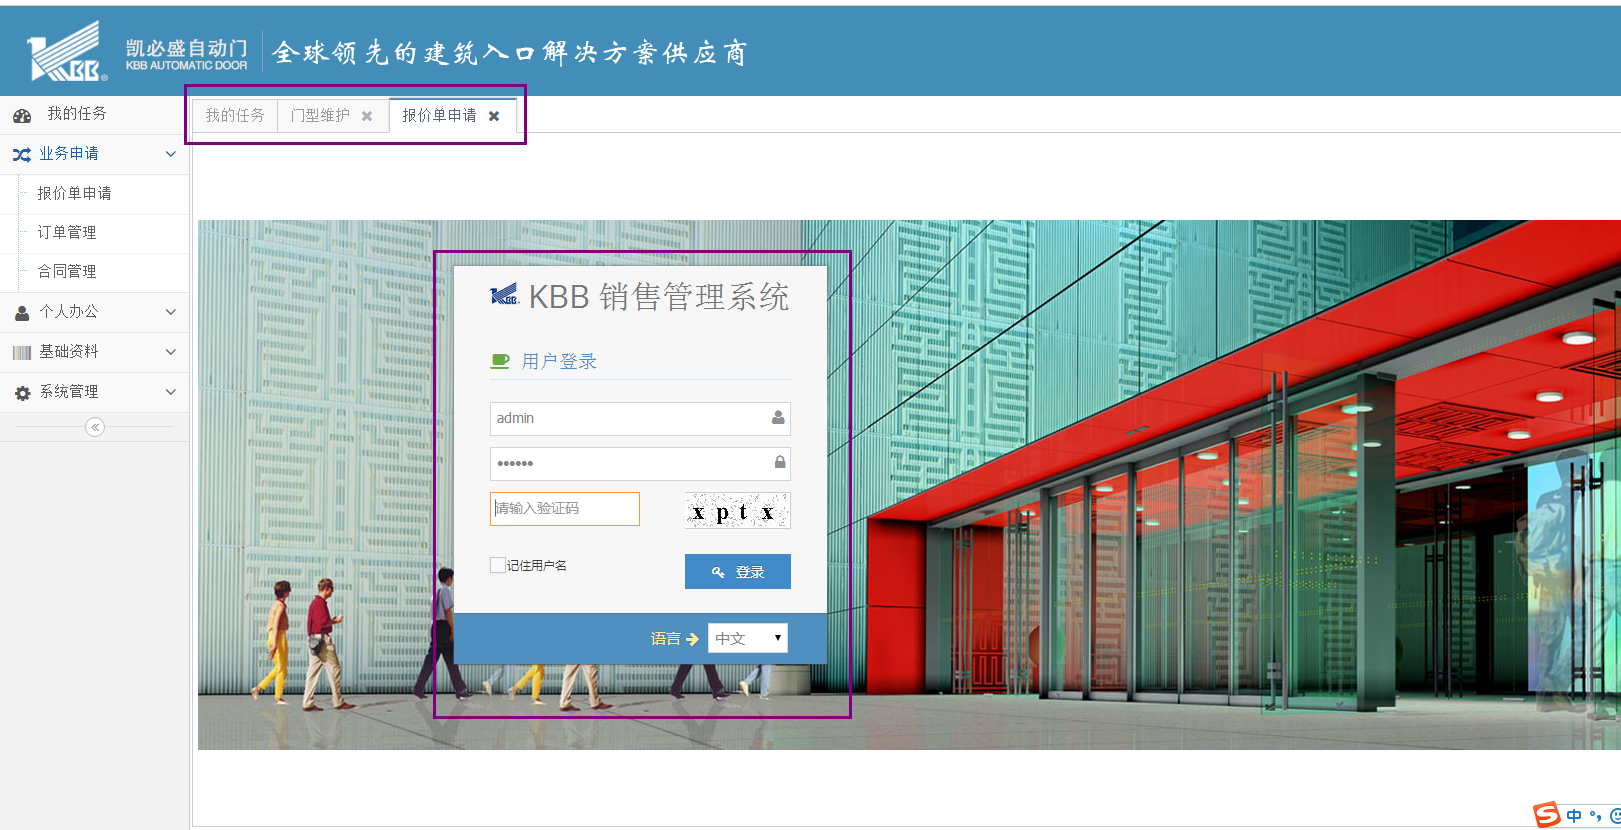 KBB
凯必盛自动门
KBB AUTOMATIC DOOR
全球领先的建筑入口解决方案供应商
我的任务
业务申请
报价单申请
订单管理
合同管理
个人办公
基础资料
系统管理
我的任务 门型维护 报价单申请
KBB 销售管理系统
用户登录
admin
••••••
请输入验证码 x p t x
记住用户名 登录
语言 中文
中